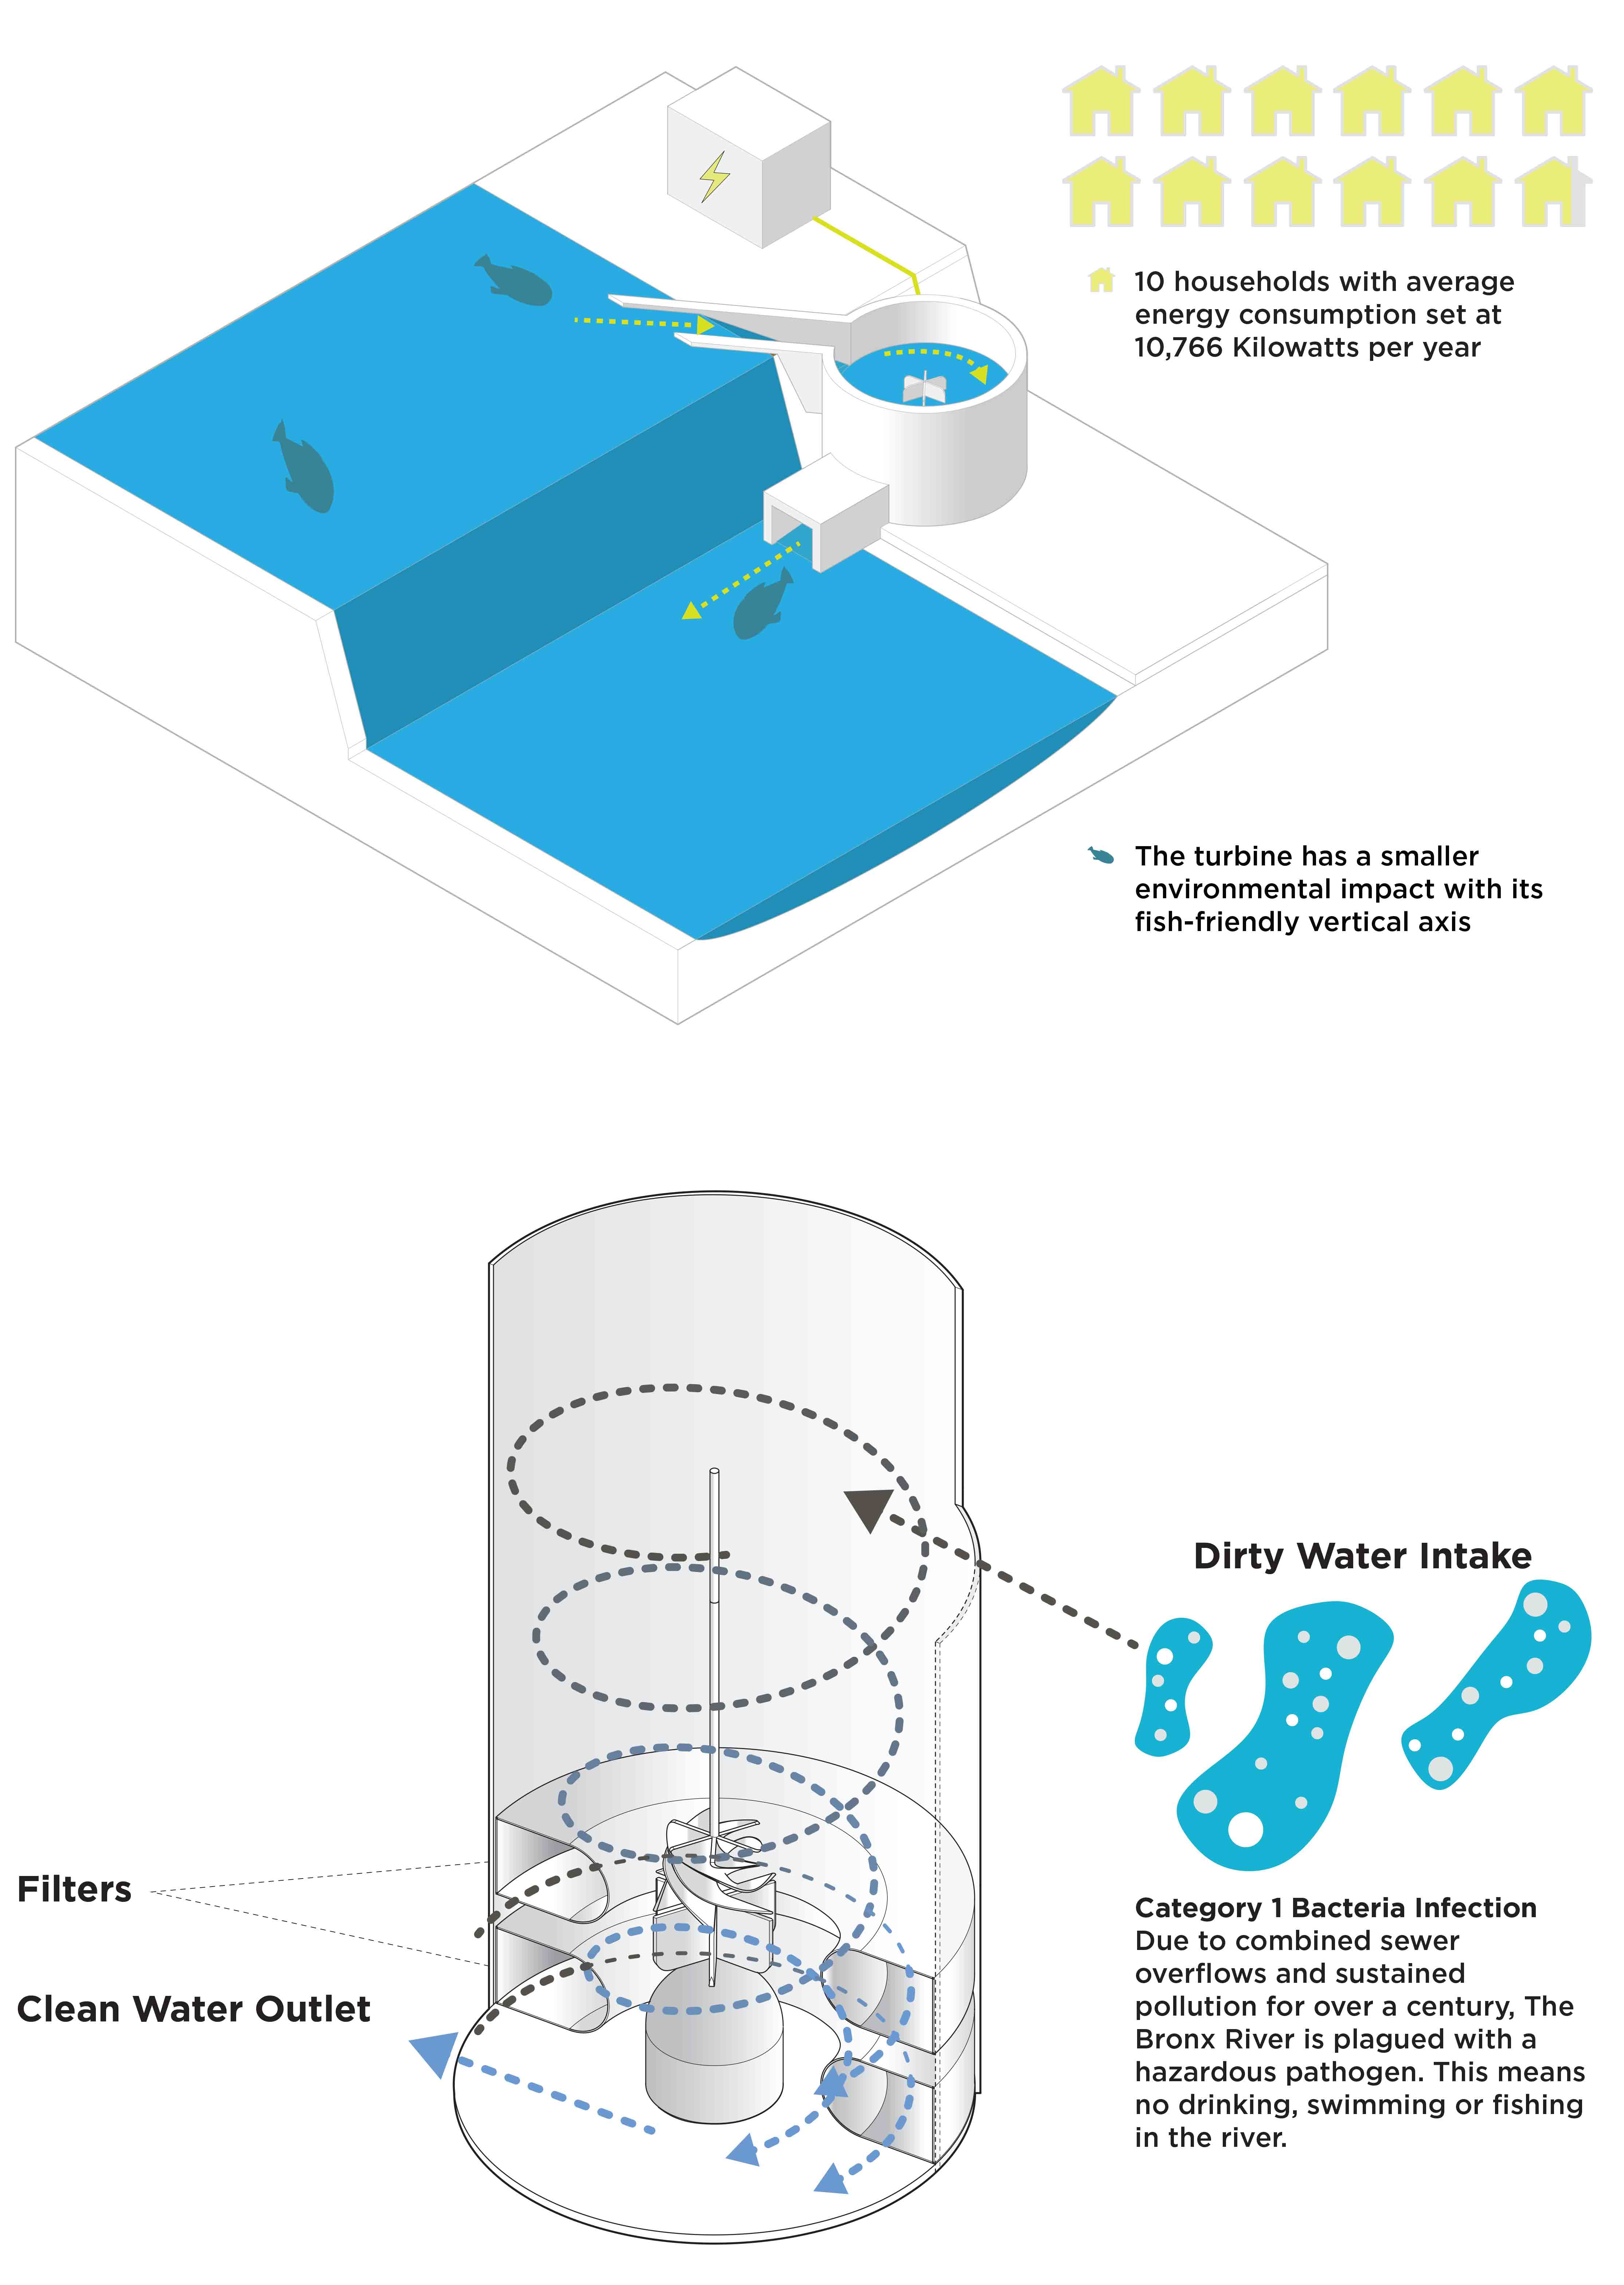 10 households with average
energy consumption set at
10,766 Kilowatts per year
The turbine has a smaller
environmental impact with its
fish-friendly vertical axis
Dirty Water Intake
Filters
Clean Water Outlet
Category 1 Bacteria Infection
Due to combined sewer
overflows and sustained
pollution for over a century, The
Bronx River is plagued with a
hazardous pathogen. This means
no drinking, swimming or fishing
in the river.